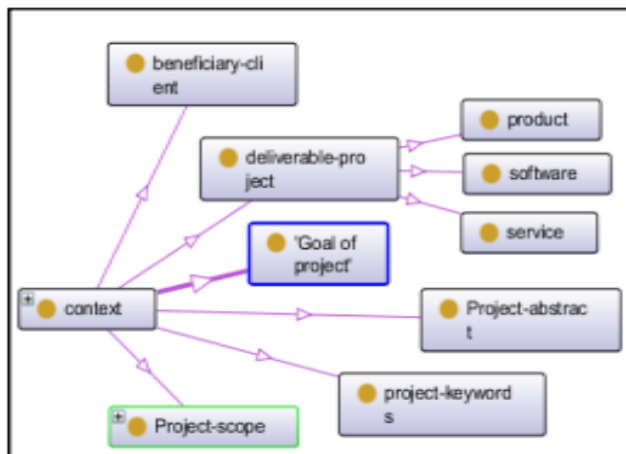 beneficiary-cli
ent
product
deliverable-pro
ject
software
service
'Goal of
project'
context
Project-abstrac
t
project-keyword
s
Project-scope